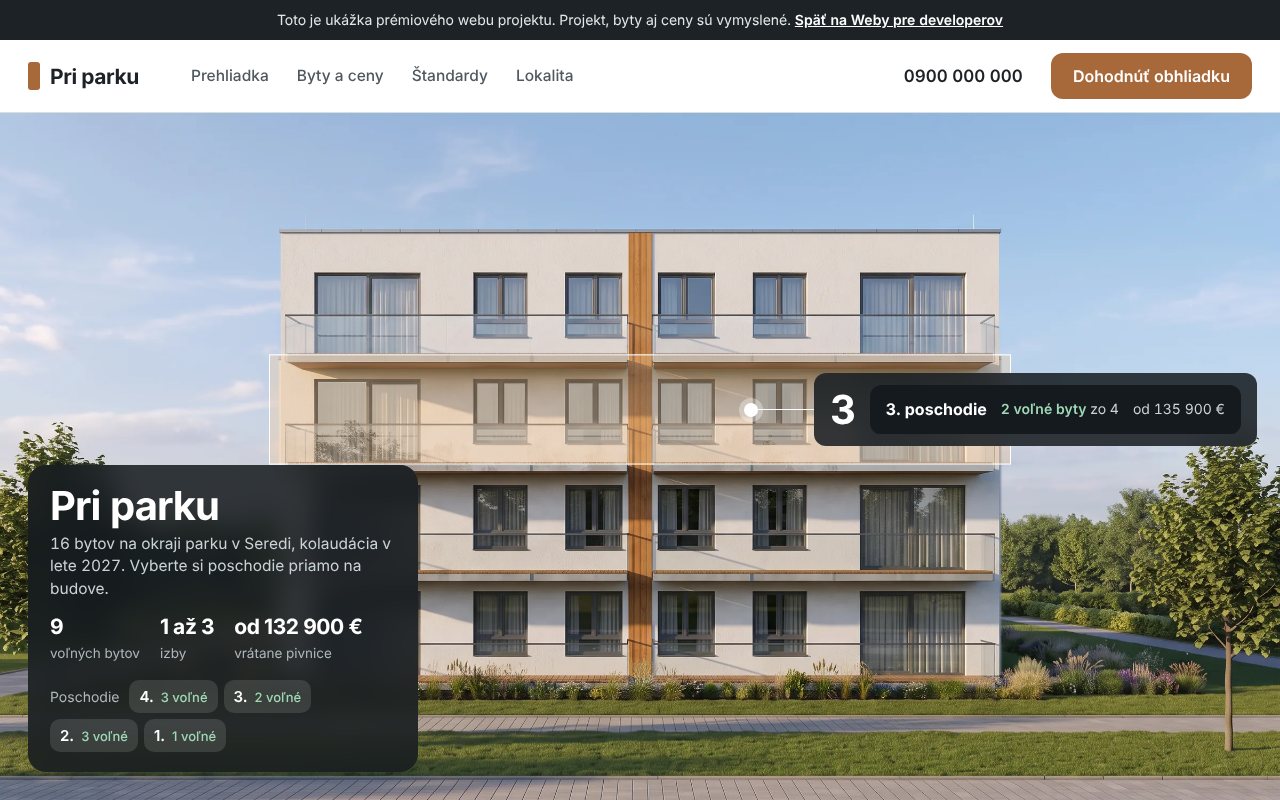 Toto je ukážka prémiového webu projektu. Projekt, byty aj ceny sú vymyslené. Späť na Weby pre developerov
Pri parku
Prehliadka
Byty a ceny
Štandardy
Lokalita
0900 000 000
Dohodnúť obhliadku
3
3. poschodie 2 voľné byty zo 4 od 135 900 €
Pri parku
16 bytov na okraji parku v Seredi, kolaudácia v
lete 2027. Vyberte si poschodie priamo na
budove.
9 1 až 3 od 132 900 €
voľných bytov izby vrátane pivnice
Poschodie 4. 3 voľné 3. 2 voľné
2. 3 voľné 1. 1 voľné